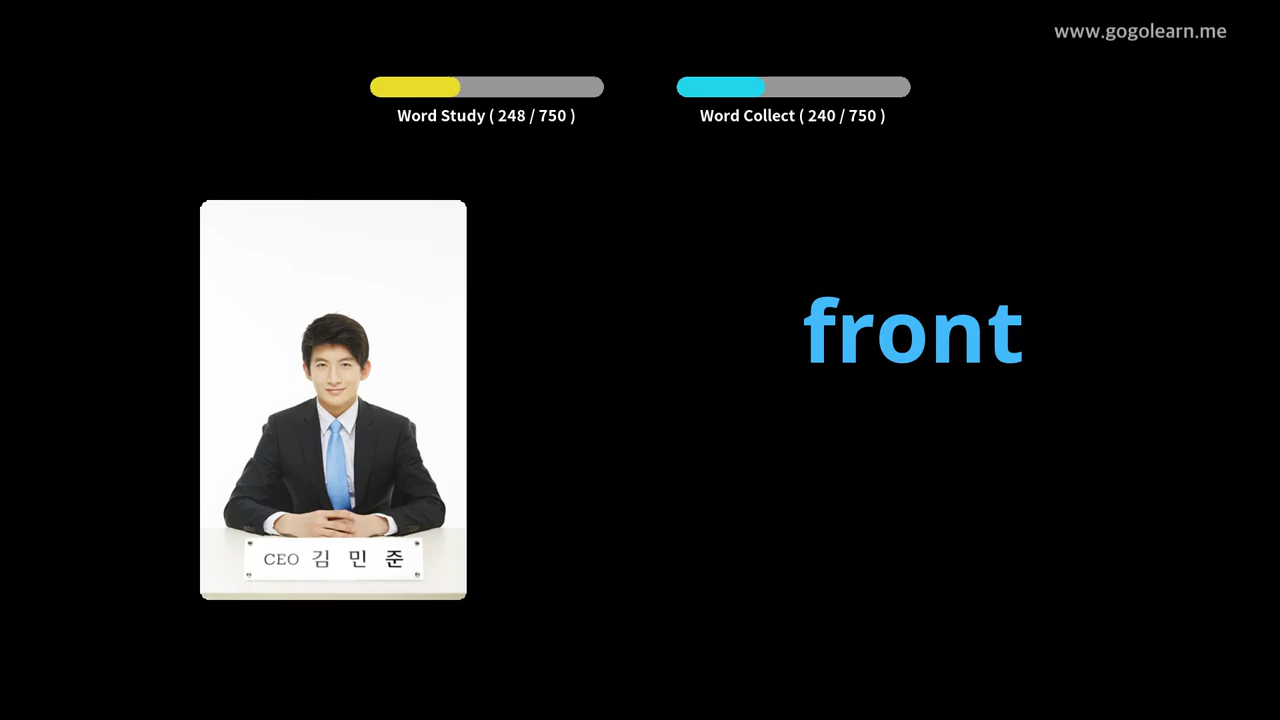 www.gogolearn.me
Word Study ( 248 / 750 )
Word Collect ( 240 / 750 )
front
CEO 김 민 준